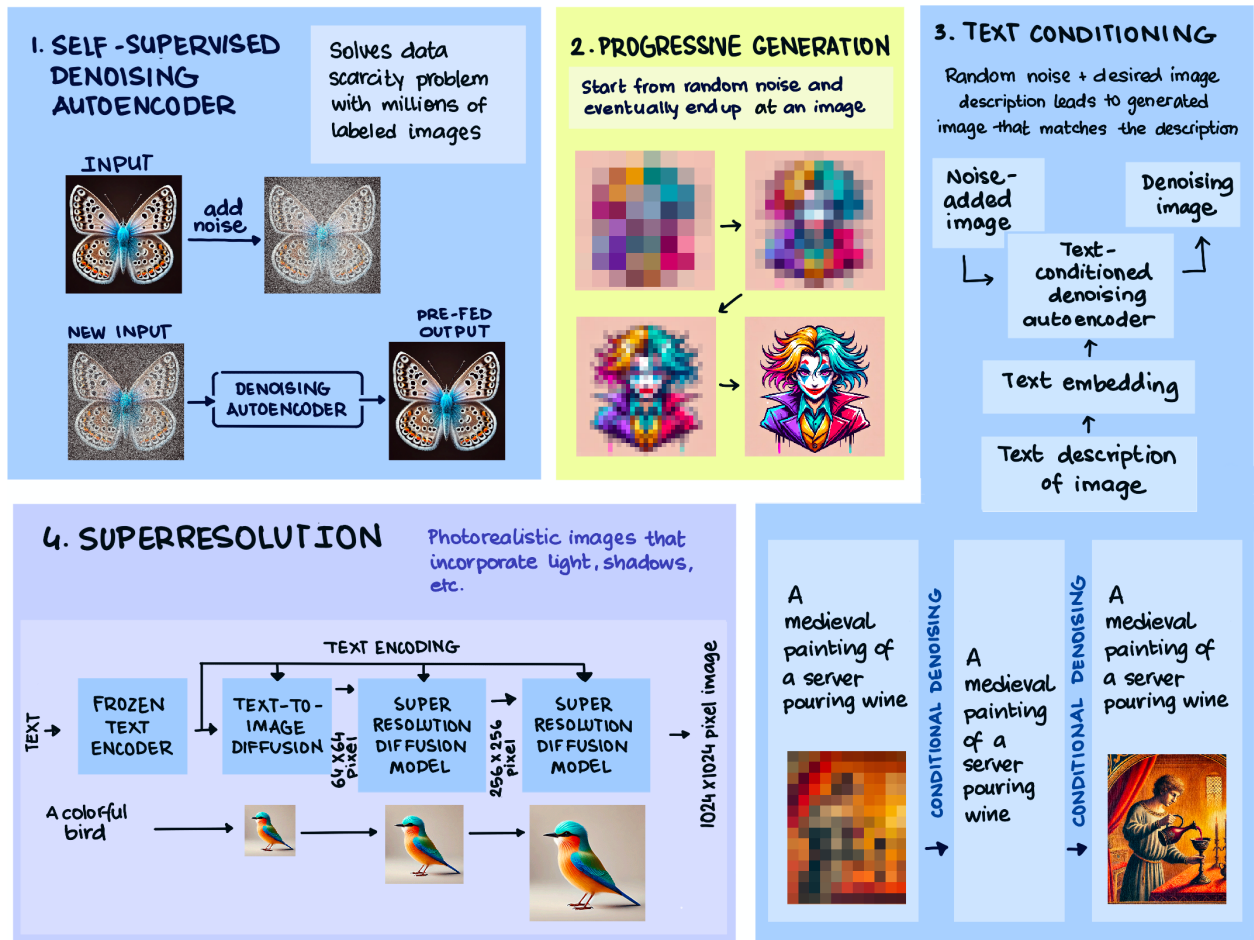 1. SELF-SUPERVISED
DENOISING
AUTOENCODER
Solves data
scarcity problem
with millions of
labeled images
INPUT
add
noise
NEW INPUT
DENOISING
AUTOENCODER
PRE-FED
OUTPUT
2. PROGRESSIVE GENERATION
Start from random noise and
eventually end up at an image
3. TEXT CONDITIONING
Random noise + desired image
description leads to generated
image that matches the description
Noise-
added
image
Denoising
image
Text-
conditioned
denoising
autoencoder
Text embedding
Text description
of image
A
medieval
painting of
a server
pouring wine
CONDITIONAL DENOISING
A
medieval
painting
of a
server
pouring
wine
CONDITIONAL DENOISING
A
medieval
painting of
a server
pouring wine
4. SUPERRESOLUTION
Photorealistic images that
incorporate light, shadows,
etc.
TEXT ENCODING
TEXT
FROZEN
TEXT
ENCODER
TEXT-TO-
IMAGE
DIFFUSION
64X64
pixel
SUPER
RESOLUTION
DIFFUSION
MODEL
256 X 256
pixel
SUPER
RESOLUTION
DIFFUSION
MODEL
1024 X 1024 pixel image
A colorful
bird